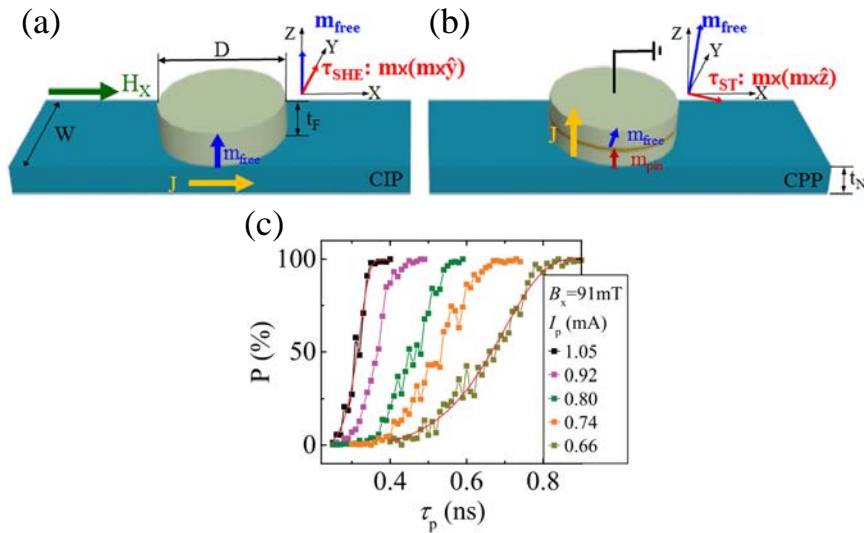 (a)
D
Z
m_free
Y
τ_SHE: m×(m×ŷ)
X
H_X
t_F
W
m_free
J
CIP
(b)
Z
m_free
Y
τ_ST: m×(m×ẑ)
X
J
m_free
m_pin
CPP
t_N
(c)
100
50
0
P (%)
0.4
0.6
0.8
τ_p (ns)
B_x=91mT
I_p (mA)
1.05
0.92
0.80
0.74
0.66